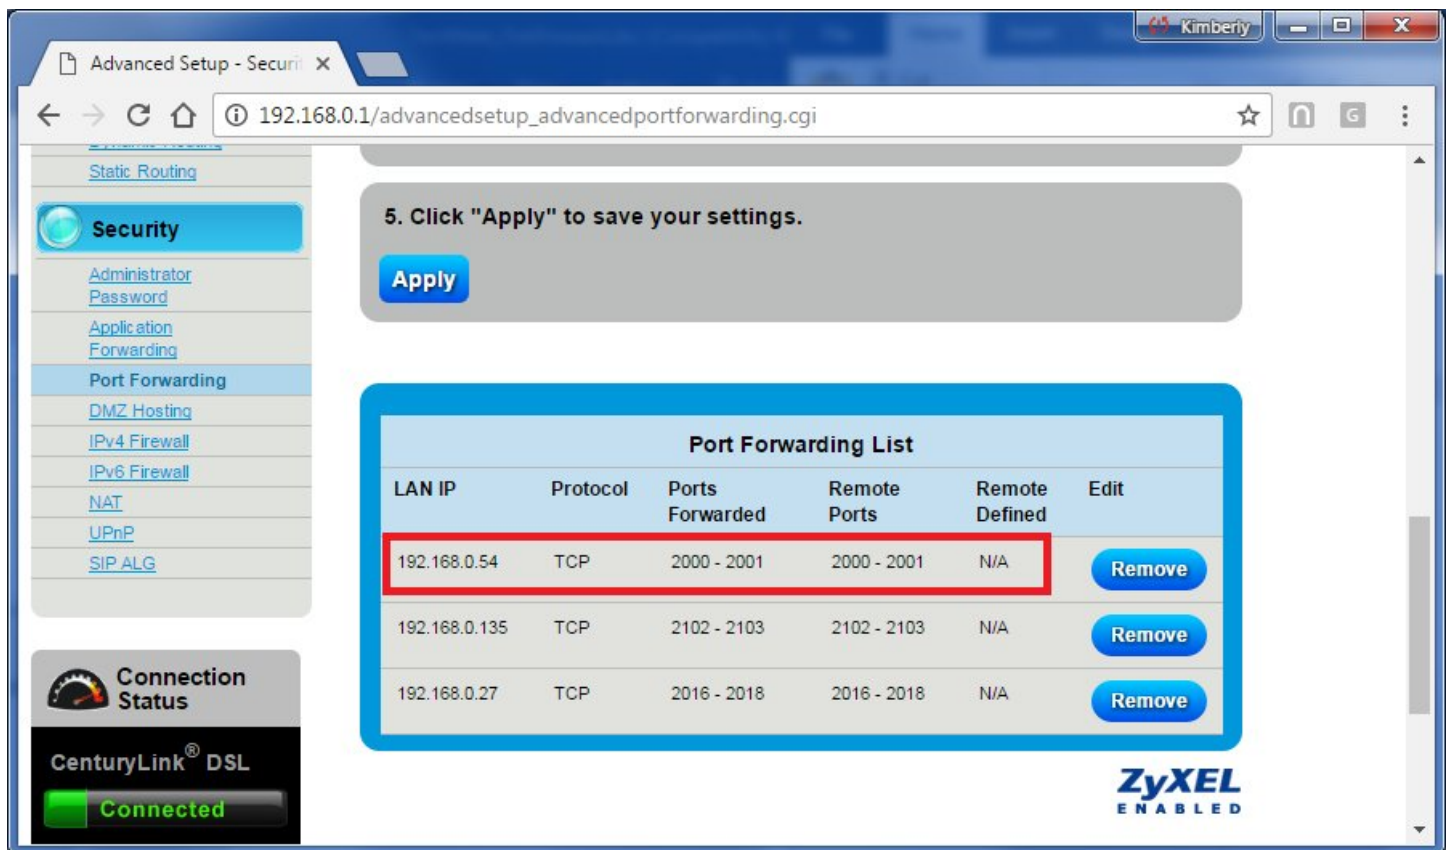 Kimberly
Advanced Setup - Securit
192.168.0.1/advancedsetup_advancedportforwarding.cgi
Static Routing
Security
Administrator
Password
Application
Forwarding
Port Forwarding
DMZ Hosting
IPv4 Firewall
IPv6 Firewall
NAT
UPnP
SIP ALG
Connection
Status
CenturyLink® DSL
Connected
5. Click "Apply" to save your settings.
Apply
Port Forwarding List
LAN IP Protocol Ports Forwarded Remote Ports Remote Defined Edit
192.168.0.54 TCP 2000 - 2001 2000 - 2001 N/A Remove
192.168.0.135 TCP 2102 - 2103 2102 - 2103 N/A Remove
192.168.0.27 TCP 2016 - 2018 2016 - 2018 N/A Remove
ZyXEL
ENABLED